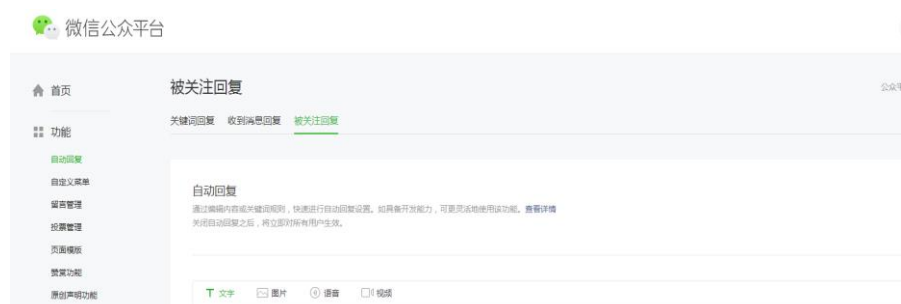 微信公众平台
首页
功能
自动回复
自定义菜单
留言管理
投票管理
页面模版
赞赏功能
原创声明功能
被关注回复
公众平
关键词回复 收到消息回复 被关注回复
自动回复
通过编辑内容或关键词规则，快速进行自动回复设置。如具备开发能力，可更灵活地使用该功能。查看详情
关闭自动回复之后，将立即对所有用户生效。
文字 图片 语音 视频